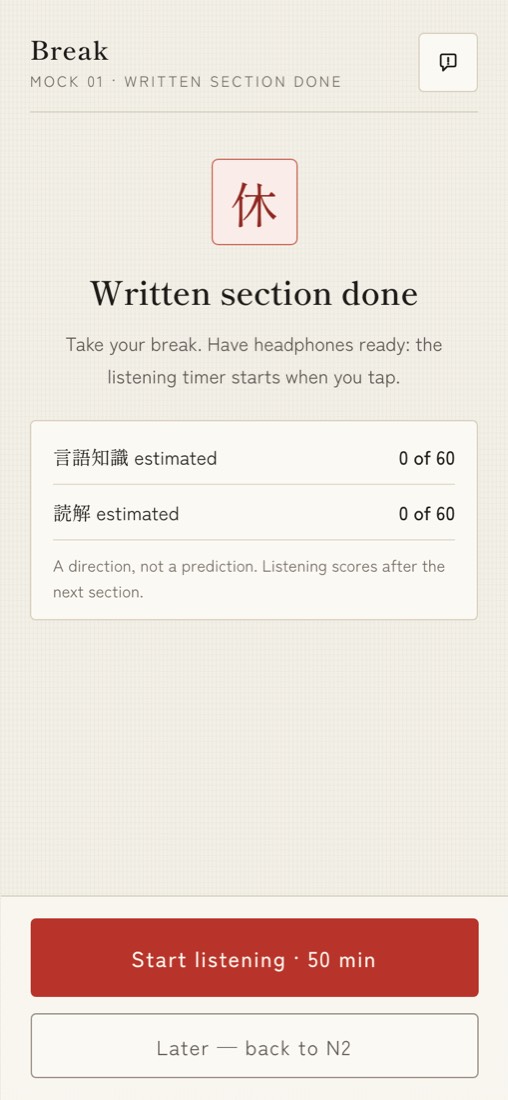 Break
MOCK 01 · WRITTEN SECTION DONE
休
Written section done
Take your break. Have headphones ready: the
listening timer starts when you tap.
言語知識 estimated 0 of 60
読解 estimated 0 of 60
A direction, not a prediction. Listening scores after the
next section.
Start listening · 50 min
Later — back to N2